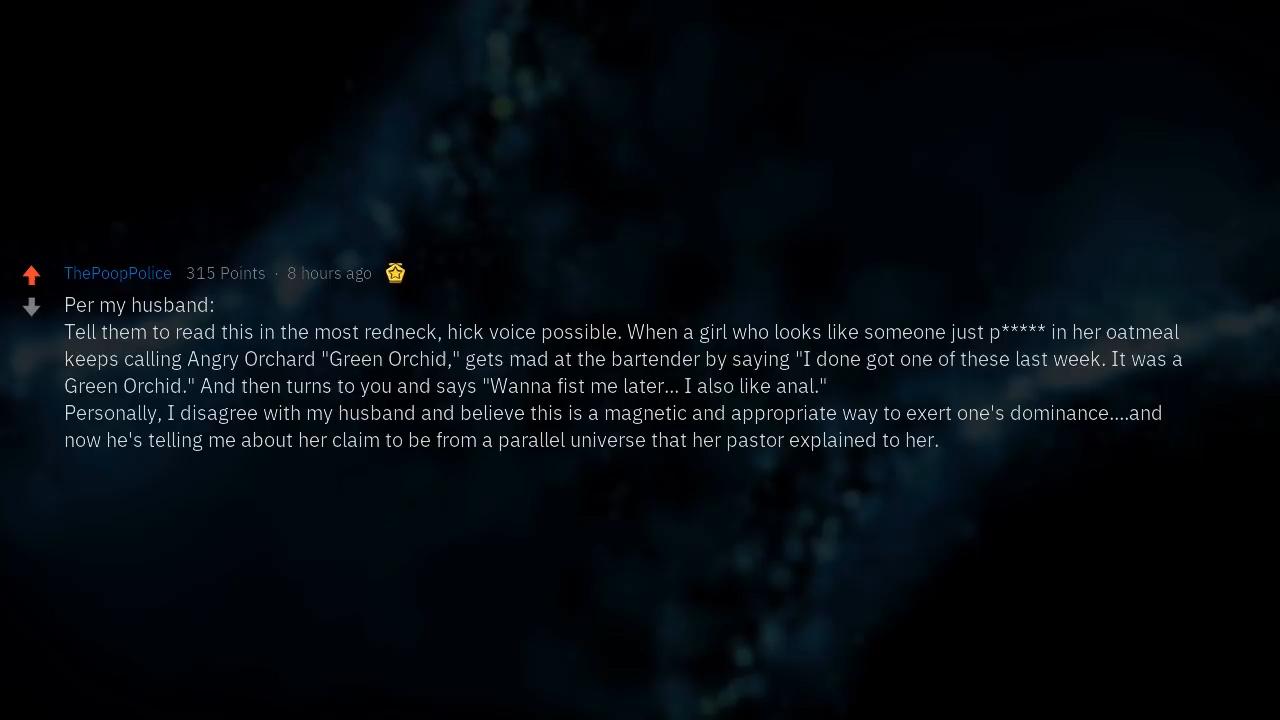 ThePoopPolice 315 Points · 8 hours ago
Per my husband:
Tell them to read this in the most redneck, hick voice possible. When a girl who looks like someone just p***** in her oatmeal
keeps calling Angry Orchard "Green Orchid," gets mad at the bartender by saying "I done got one of these last week. It was a
Green Orchid." And then turns to you and says "Wanna fist me later... I also like anal."
Personally, I disagree with my husband and believe this is a magnetic and appropriate way to exert one's dominance....and
now he's telling me about her claim to be from a parallel universe that her pastor explained to her.